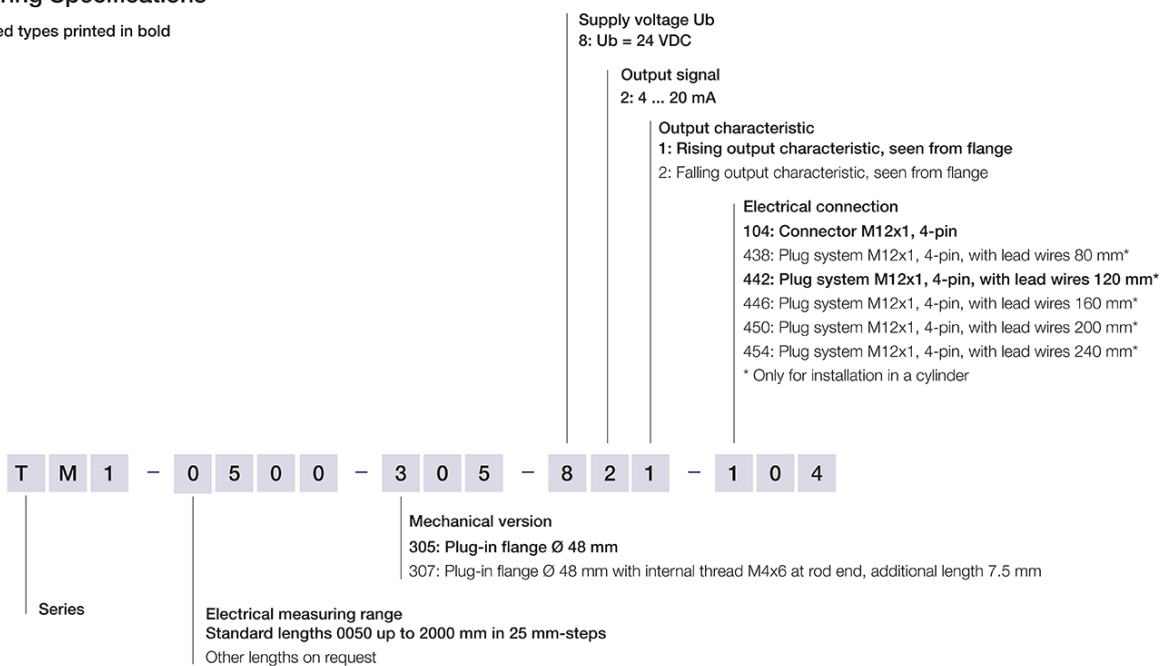 Specifications
types printed in bold
Supply voltage Ub
8: Ub = 24 VDC
Output signal
2: 4 ... 20 mA
Output characteristic
1: Rising output characteristic, seen from flange
2: Falling output characteristic, seen from flange
Electrical connection
104: Connector M12x1, 4-pin
438: Plug system M12x1, 4-pin, with lead wires 80 mm*
442: Plug system M12x1, 4-pin, with lead wires 120 mm*
446: Plug system M12x1, 4-pin, with lead wires 160 mm*
450: Plug system M12x1, 4-pin, with lead wires 200 mm*
454: Plug system M12x1, 4-pin, with lead wires 240 mm*
* Only for installation in a cylinder
T M 1 – 0 5 0 0 – 3 0 5 – 8 2 1 – 1 0 4
Mechanical version
305: Plug-in flange Ø 48 mm
307: Plug-in flange Ø 48 mm with internal thread M4x6 at rod end, additional length 7.5 mm
Series
Electrical measuring range
Standard lengths 0050 up to 2000 mm in 25 mm-steps
Other lengths on request